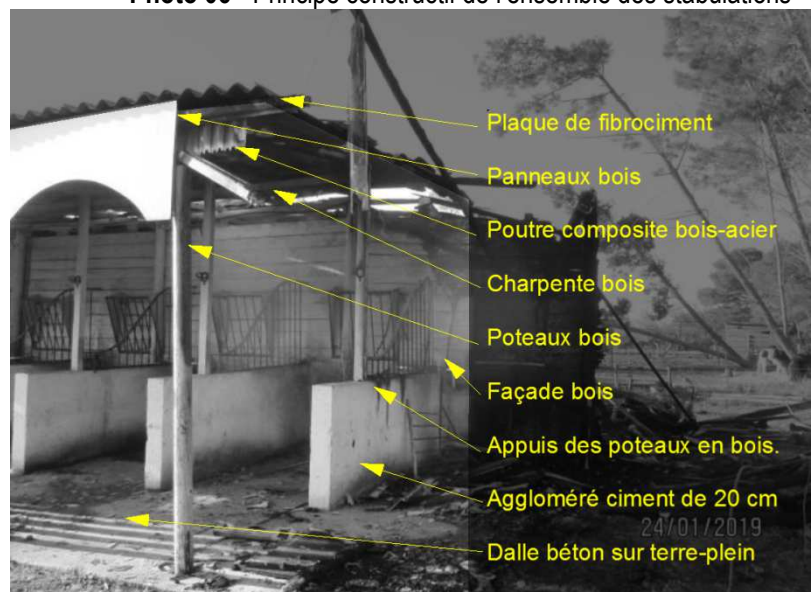 Photo 00 - Principe constructif de l'ensemble des stabulations
Plaque de fibrociment
Panneaux bois
Poutre composite bois-acier
Charpente bois
Poteaux bois
Façade bois
Appuis des poteaux en bois.
Aggloméré ciment de 20 cm
24/01/2019
Dalle béton sur terre-plein